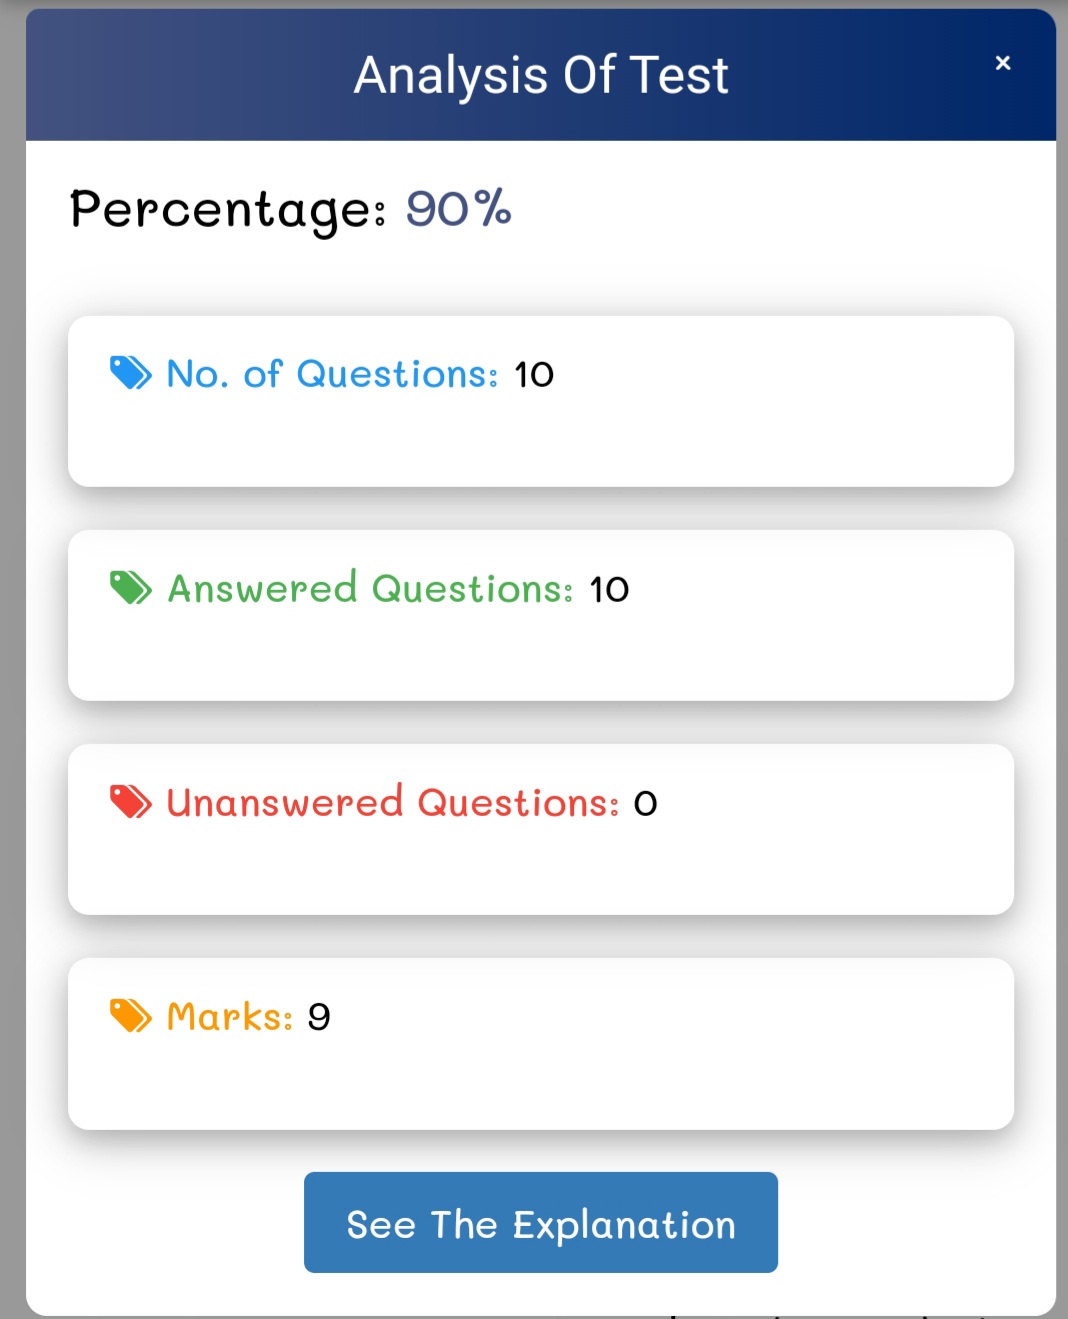 Analysis Of Test
×
Percentage: 90%
No. of Questions: 10
Answered Questions: 10
Unanswered Questions: 0
Marks: 9
See The Explanation